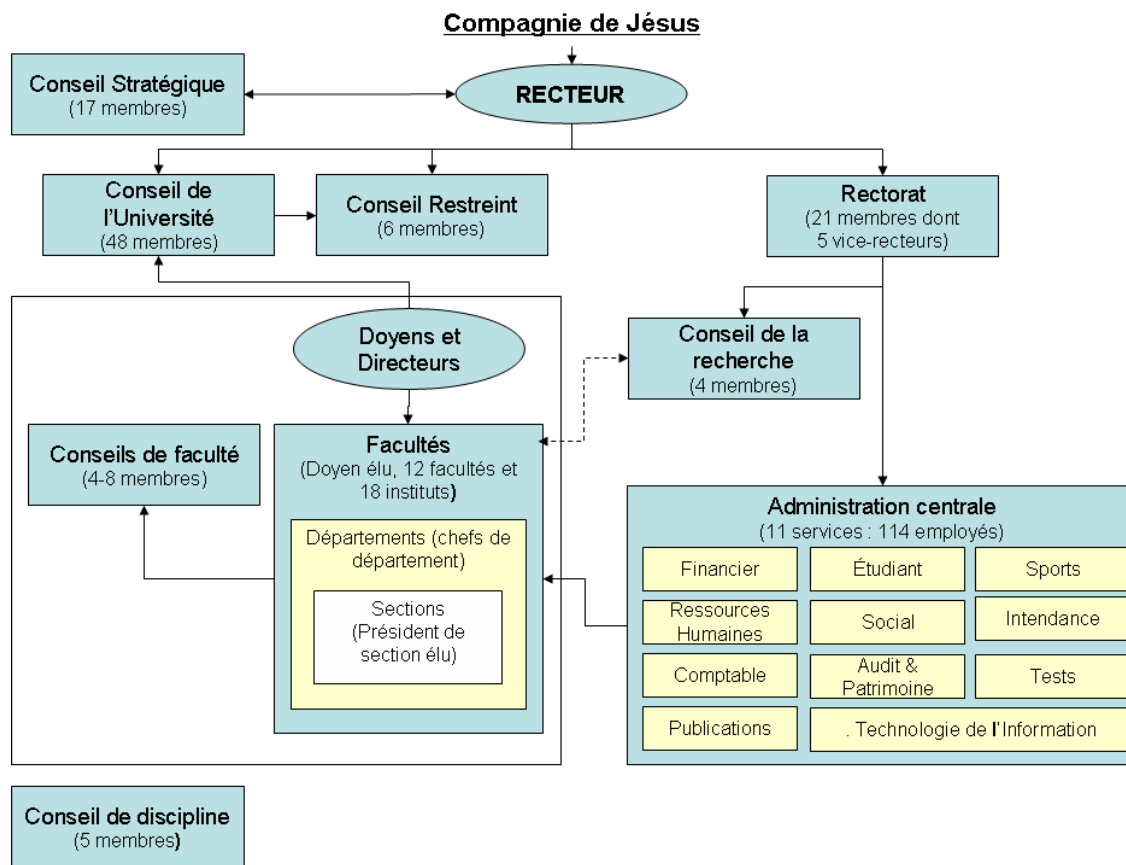 Compagnie de Jésus
Conseil Stratégique
(17 membres)
RECTEUR
Conseil de
l'Université
(48 membres)
Conseil Restreint
(6 membres)
Rectorat
(21 membres dont
5 vice-recteurs)
Doyens et
Directeurs
Conseil de la
recherche
(4 membres)
Conseils de faculté
(4-8 membres)
Facultés
(Doyen élu, 12 facultés et
18 instituts)
Départements (chefs de
département)
Sections
(Président de
section élu)
Administration centrale
(11 services : 114 employés)
Financier
Étudiant
Sports
Ressources
Humaines
Social
Intendance
Comptable
Audit &
Patrimoine
Tests
Publications
. Technologie de l'Information
Conseil de discipline
(5 membres)